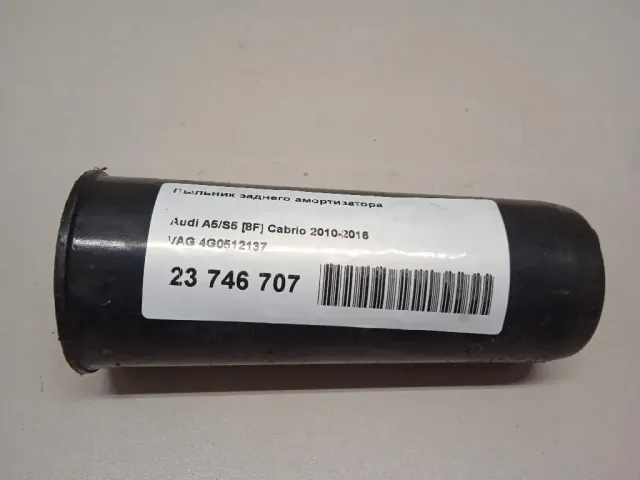 Пыльник заднего амортизатора
Audi A5/S5 [8F] Cabrio 2010-2016
VAG 4G0512137
23 746 707